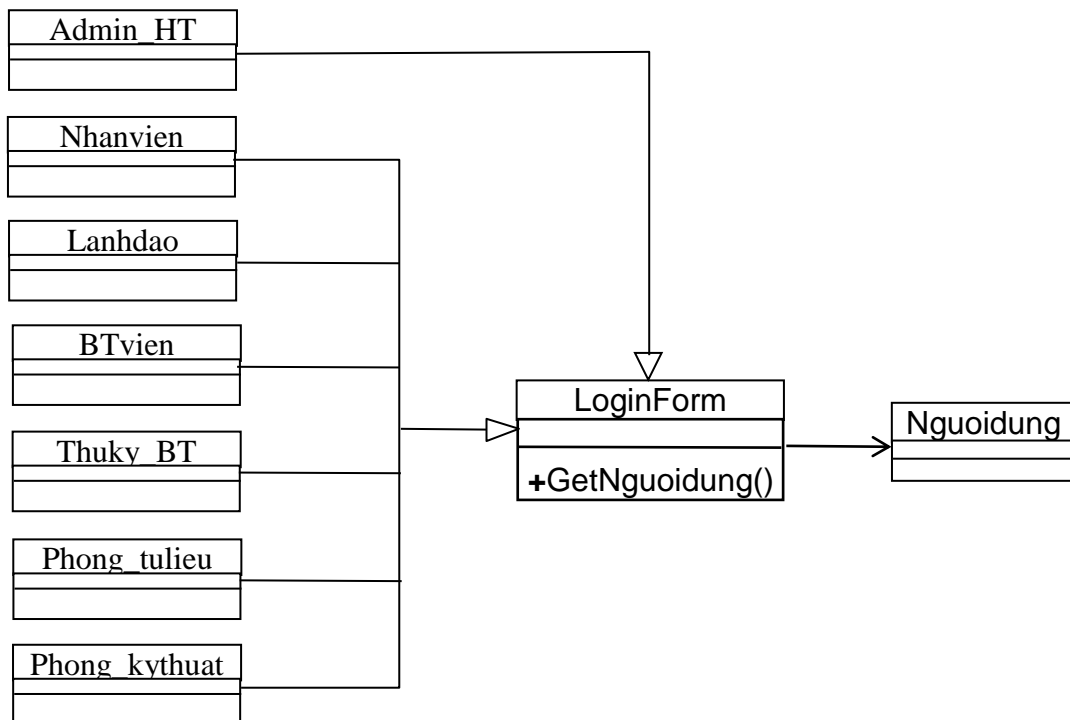 Admin_HT
Nhanvien
Lanhdao
BTvien
Thuky_BT
Phong_tulieu
Phong_kythuat
LoginForm
+GetNguoidung()
Nguoidung